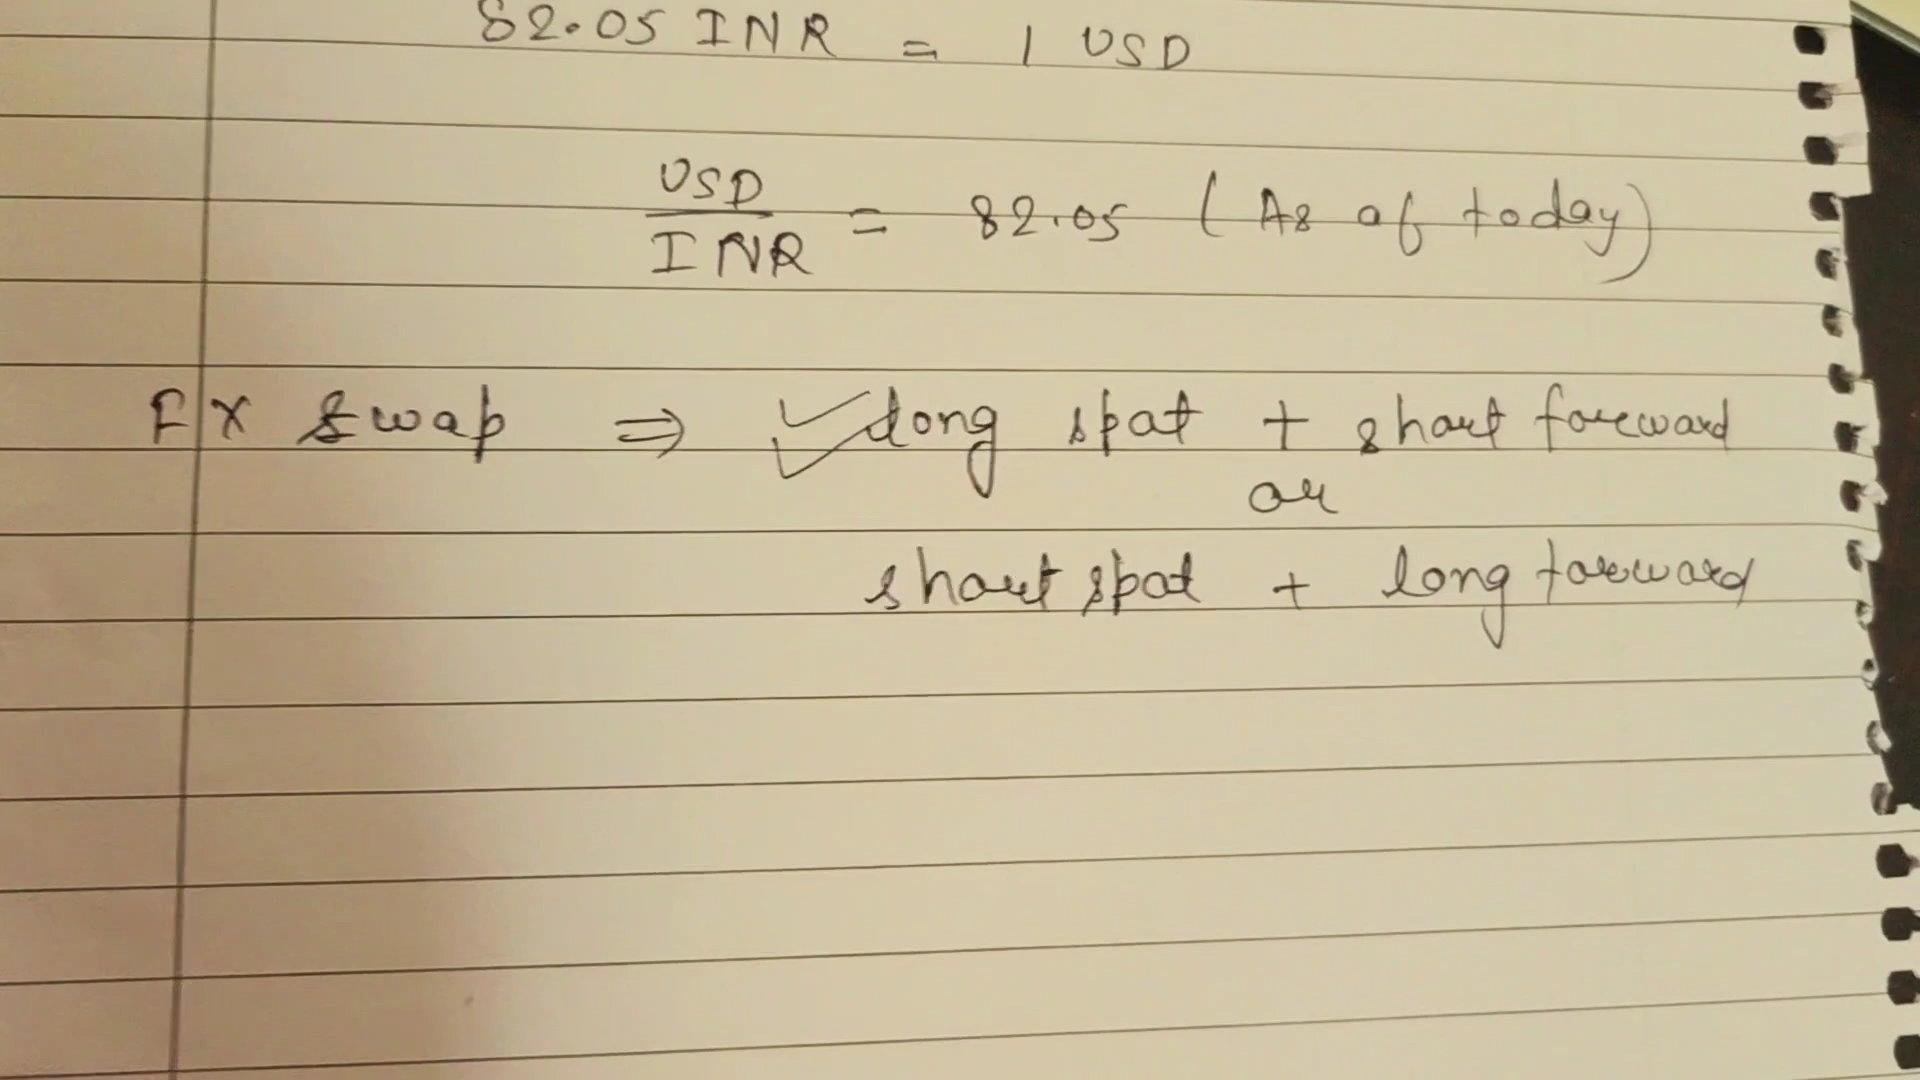 82.05 INR = 1 USD
USD
INR = 82.05 (As of today)
FX Swap ⇒ ✓✓ long spot + short forward
or
short spot + long forward